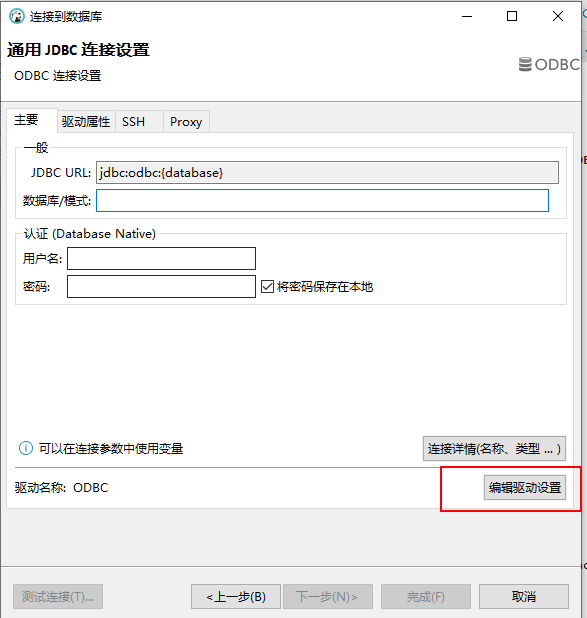 连接到数据库
通用 JDBC 连接设置
ODBC 连接设置
ODBC
主要 驱动属性 SSH Proxy
一般
JDBC URL: jdbc:odbc:{database}
数据库/模式:
认证 (Database Native)
用户名:
密码: 将密码保存在本地
可以在连接参数中使用变量
连接详情(名称、类型 ... )
驱动名称: ODBC
编辑驱动设置
测试连接(T)... <上一步(B) 下一步(N)> 完成(F) 取消